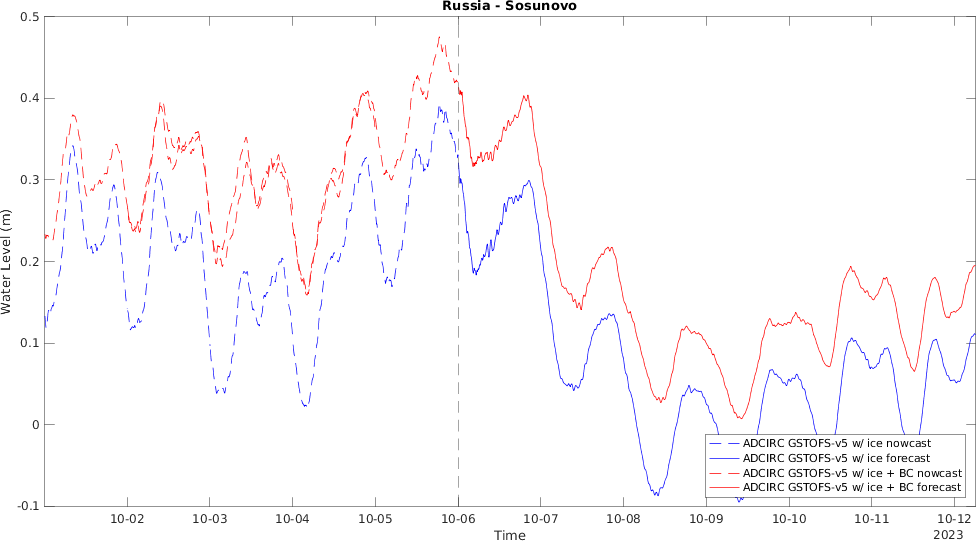 Russia - Sosunovo
0.5
0.4
0.3
0.2
0.1
0
-0.1
Water Level (m)
ADCIRC GSTOFS-v5 w/ ice nowcast
ADCIRC GSTOFS-v5 w/ ice forecast
ADCIRC GSTOFS-v5 w/ ice + BC nowcast
ADCIRC GSTOFS-v5 w/ ice + BC forecast
10-02 10-03 10-04 10-05 10-06 10-07 10-08 10-09 10-10 10-11 10-12
2023
Time